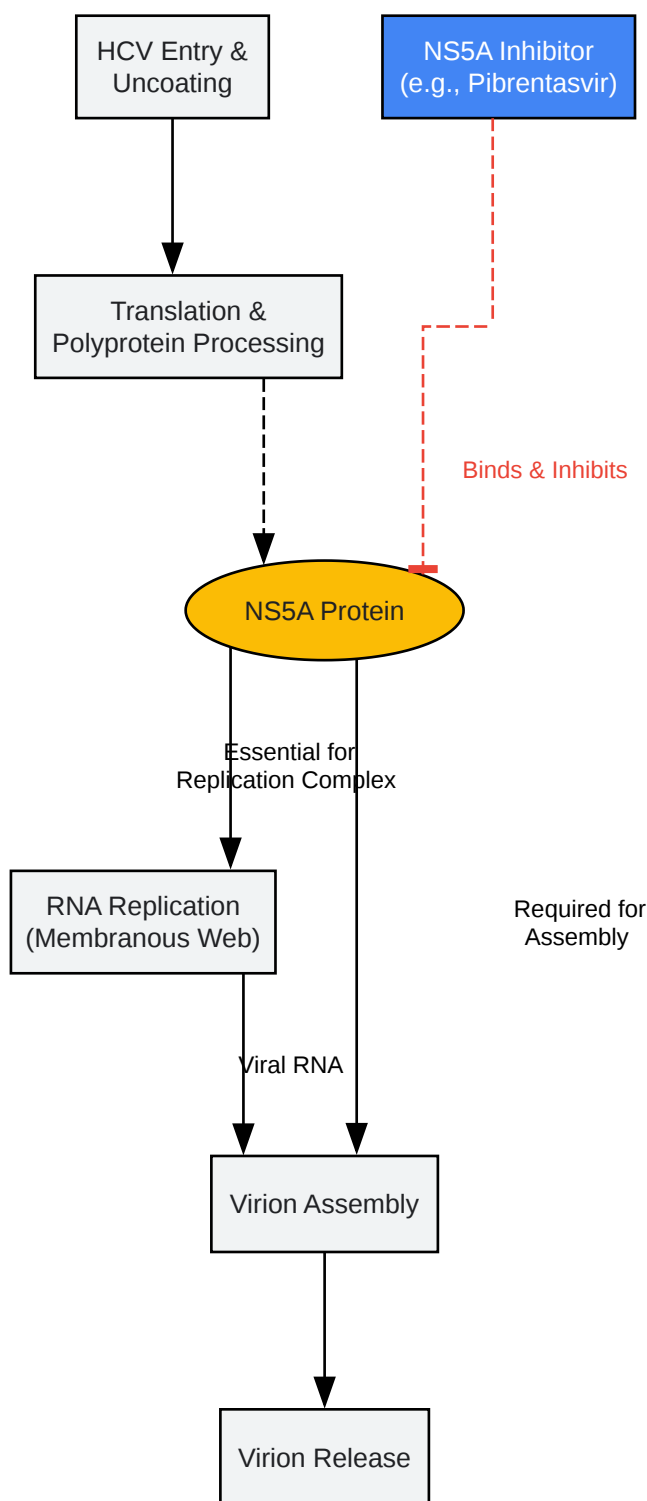 HCV Entry &
Uncoating
NS5A Inhibitor
(e.g., Pibrentasvir)
Translation &
Polyprotein Processing
Binds & Inhibits
NS5A Protein
Essential for
Replication Complex
RNA Replication
(Membranous Web)
Required for
Assembly
Viral RNA
Virion Assembly
Virion Release